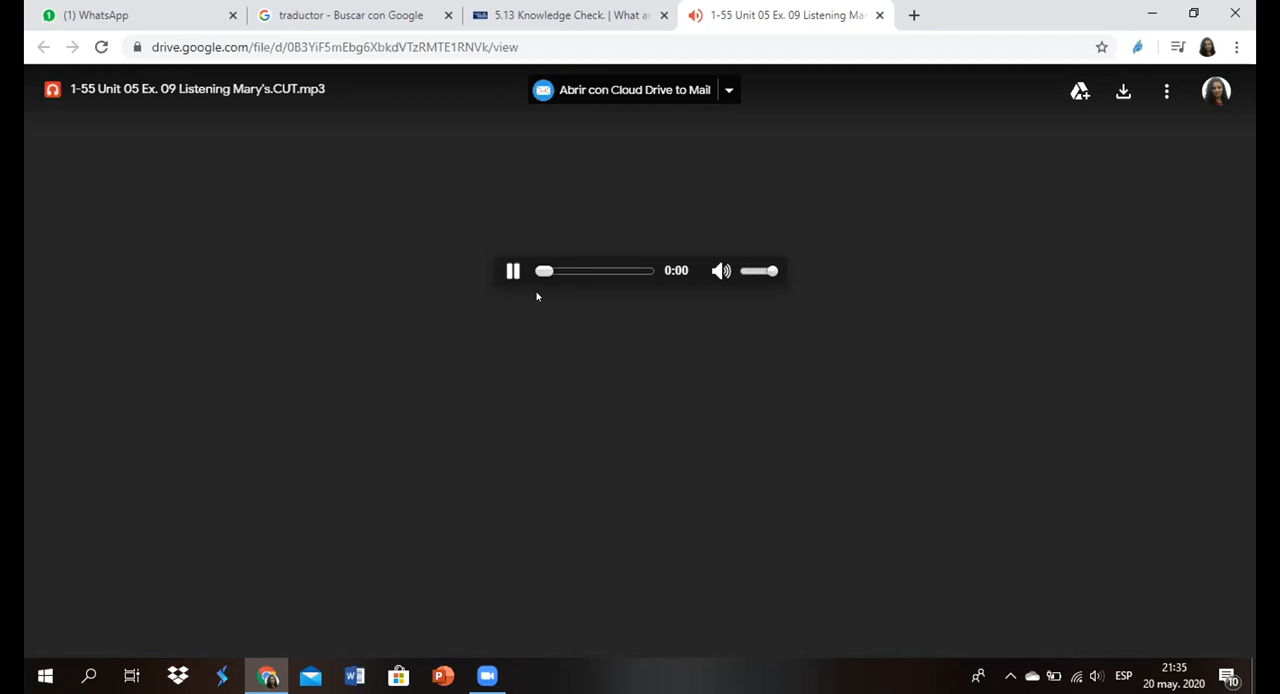 (1) WhatsApp
traductor - Buscar con Google
5.13 Knowledge Check. | What a
1-55 Unit 05 Ex. 09 Listening Mar
drive.google.com/file/d/0B3YiF5mEbg6XbkdVTzRMTE1RNVk/view
1-55 Unit 05 Ex. 09 Listening Mary's.CUT.mp3
Abrir con Cloud Drive to Mail
0:00
ESP
21:35
20 may. 2020
10